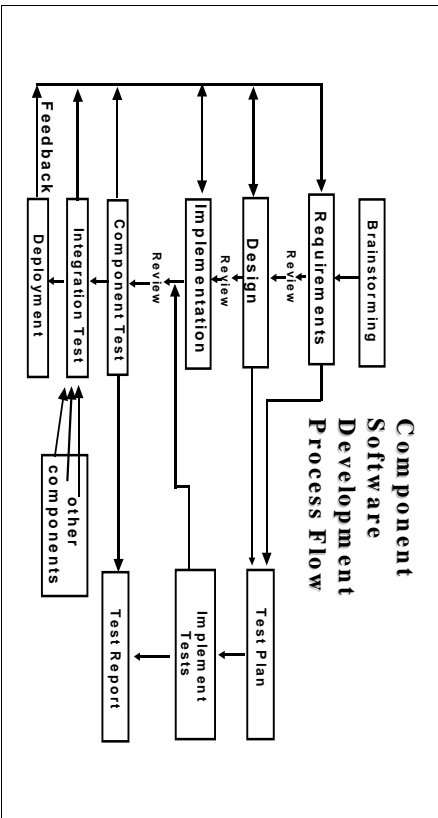 Component
Software
Development
Process Flow
Brainstorming
Requirements
Review
Design
Review
Implementation
Review
Component Test
Integration Test
Deployment
Feedback
Test Plan
Implement
Tests
Test Report
other
components